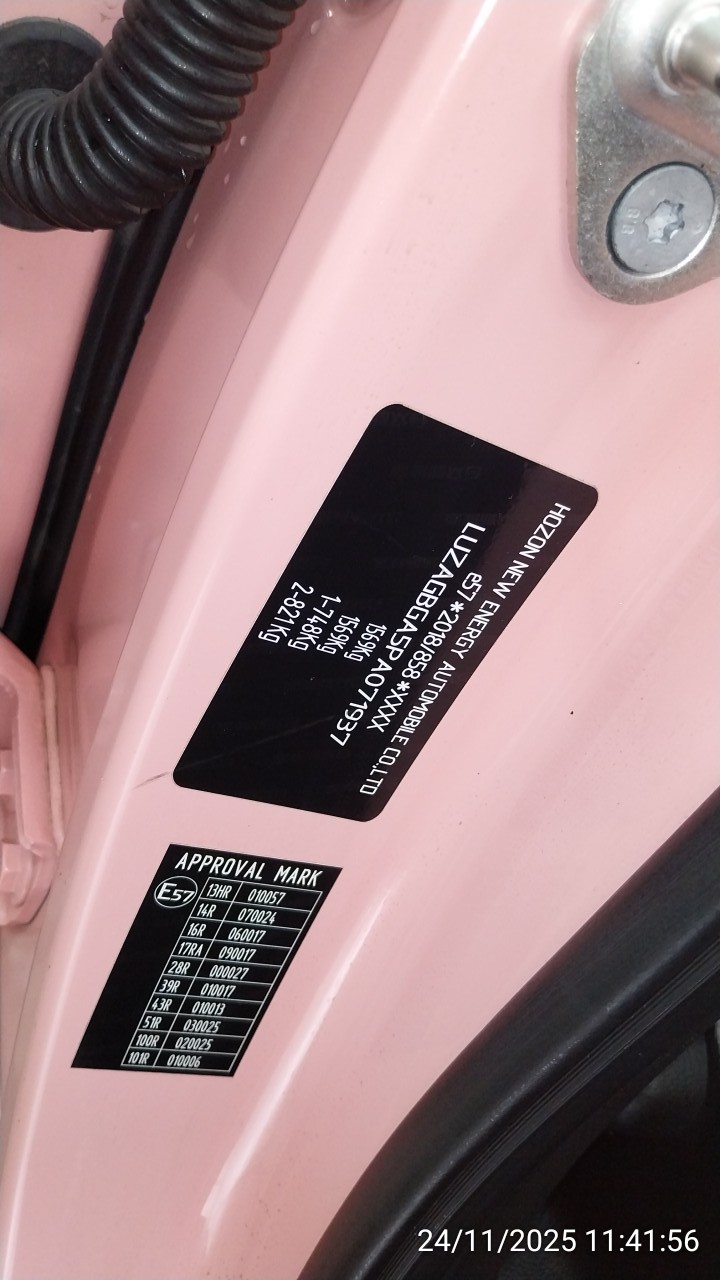 HOZON NEW ENERGY AUTOMOBILE CO.,LTD
e57*2018/858*XXXX
LUZAGBGA5PA071937
1569Kg
1569Kg
1-748Kg
2-821Kg
APPROVAL MARK
E57
13HR 010057
14R 070024
16R 060017
17RA 090017
28R 000027
39R 010017
43R 010013
51R 030025
100R 020025
101R 010006
24/11/2025 11:41:56